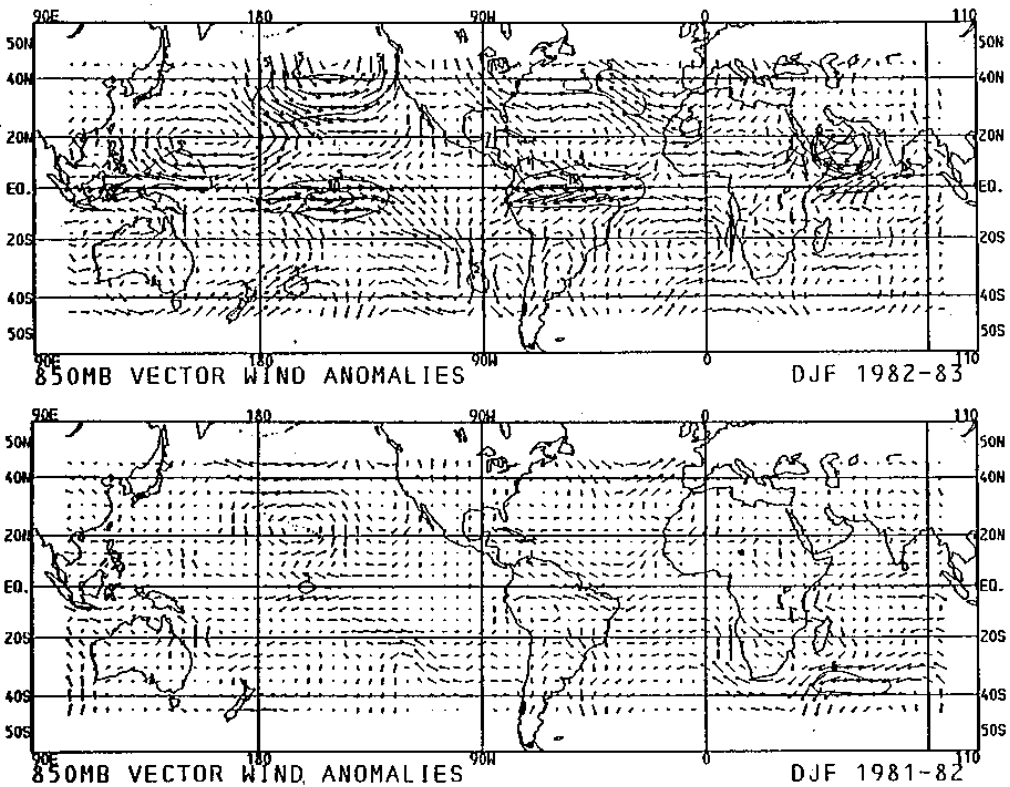 90E 180 90W 0 110
50N 50N
40N 40N
20N 20N
EQ. EQ.
20S 20S
40S 40S
50S 50S
90E 180 90W 0 110
850MB VECTOR WIND ANOMALIES DJF 1982-83
90E 180 90W 0 110
50N 50N
40N 40N
20N 20N
EQ. EQ.
20S 20S
40S 40S
50S 50S
90E 180 90W 0 110
850MB VECTOR WIND ANOMALIES DJF 1981-82